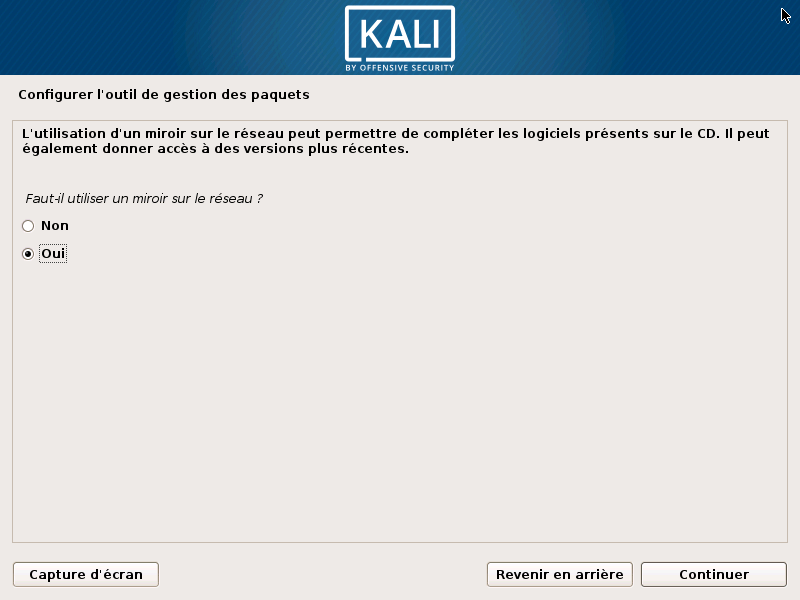 KALI
BY OFFENSIVE SECURITY
Configurer l'outil de gestion des paquets
L'utilisation d'un miroir sur le réseau peut permettre de compléter les logiciels présents sur le CD. Il peut
également donner accès à des versions plus récentes.
Faut-il utiliser un miroir sur le réseau ?
Non
Oui
Capture d'écran
Revenir en arrière
Continuer